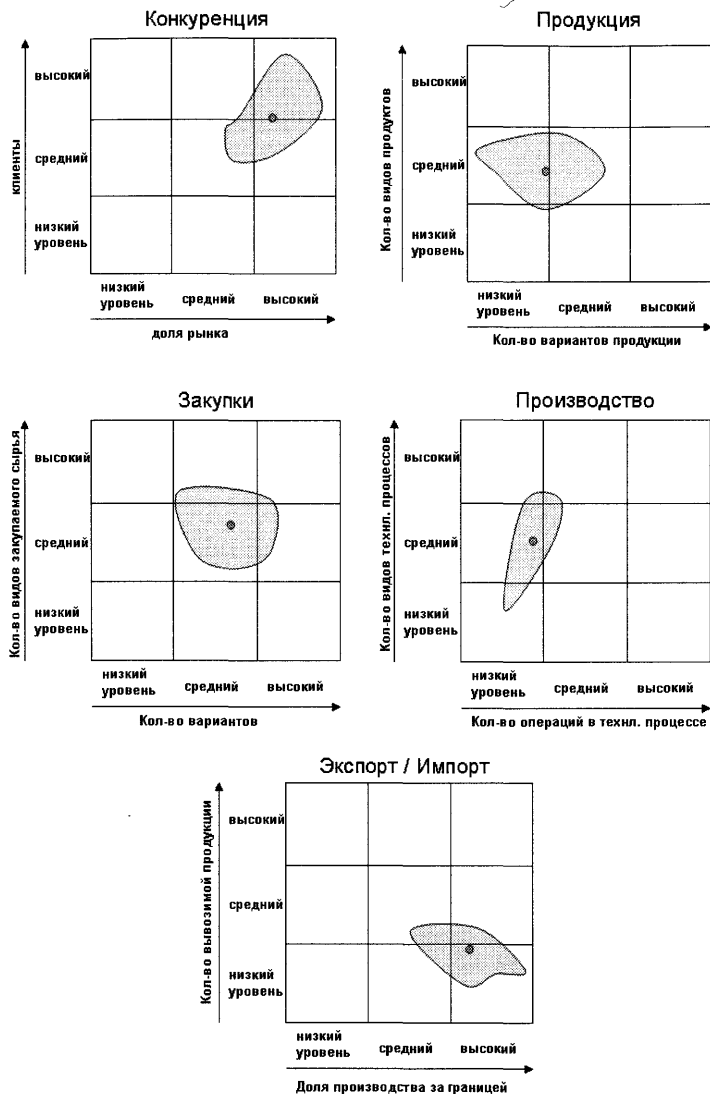 Конкуренция
клиенты
высокий
средний
низкий
уровень
низкий
уровень
средний
высокий
доля рынка
Продукция
Кол-во видов продуктов
высокий
средний
низкий
уровень
низкий
уровень
средний
высокий
Кол-во вариантов продукции
Закупки
Кол-во видов закупаемого сырья
высокий
средний
низкий
уровень
низкий
уровень
средний
высокий
Кол-во вариантов
Производство
Кол-во видов технл. процессов
высокий
средний
низкий
уровень
низкий
уровень
средний
высокий
Кол-во операций в технл. процессе
Экспорт / Импорт
Кол-во вывозимой продукции
высокий
средний
низкий
уровень
низкий
уровень
средний
высокий
Доля производства за границей